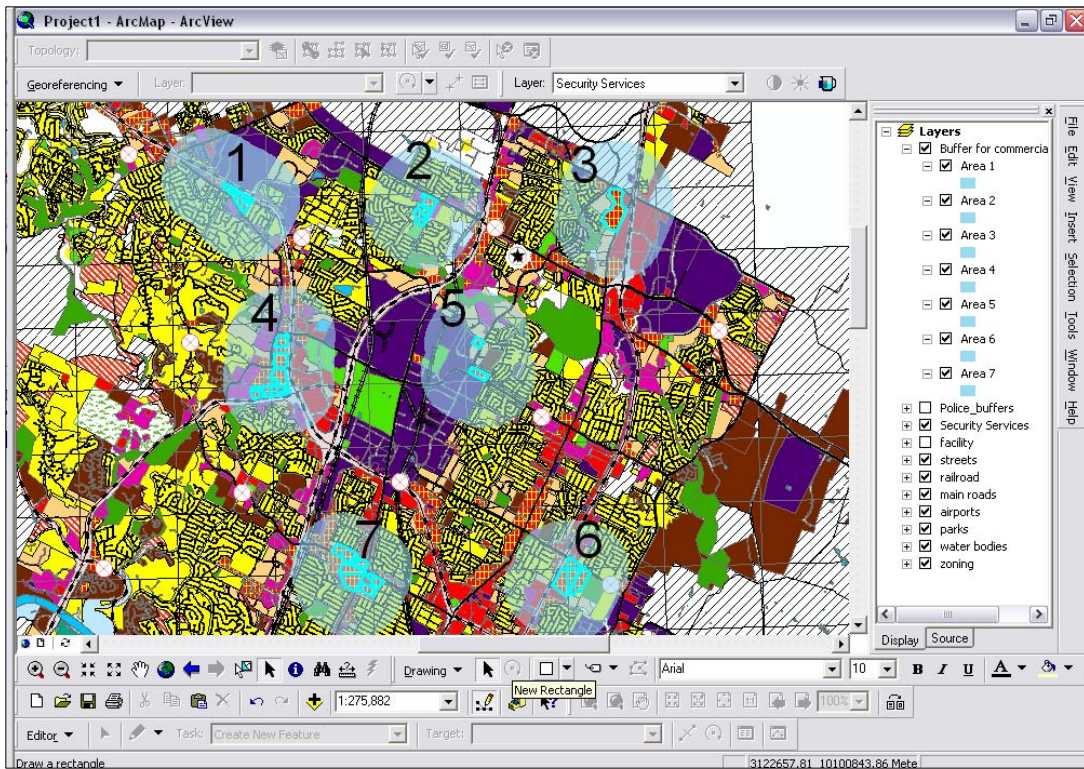 Project1 - ArcMap - ArcView
Topology:
Georeferencing Layer: Layer: Security Services
1
2
3
4
5
7
6
Layers
Buffer for commercia
Area 1
Area 2
Area 3
Area 4
Area 5
Area 6
Area 7
Police_buffers
Security Services
facility
streets
railroad
main roads
airports
parks
water bodies
zoning
Display Source
File Edit View Insert Selection Tools Window Help
Drawing Arial 10 B I U A
New Rectangle
1:275,882 100%
Editor Task: Create New Feature Target:
Draw a rectangle 3122657.81 10100843.86 Mete